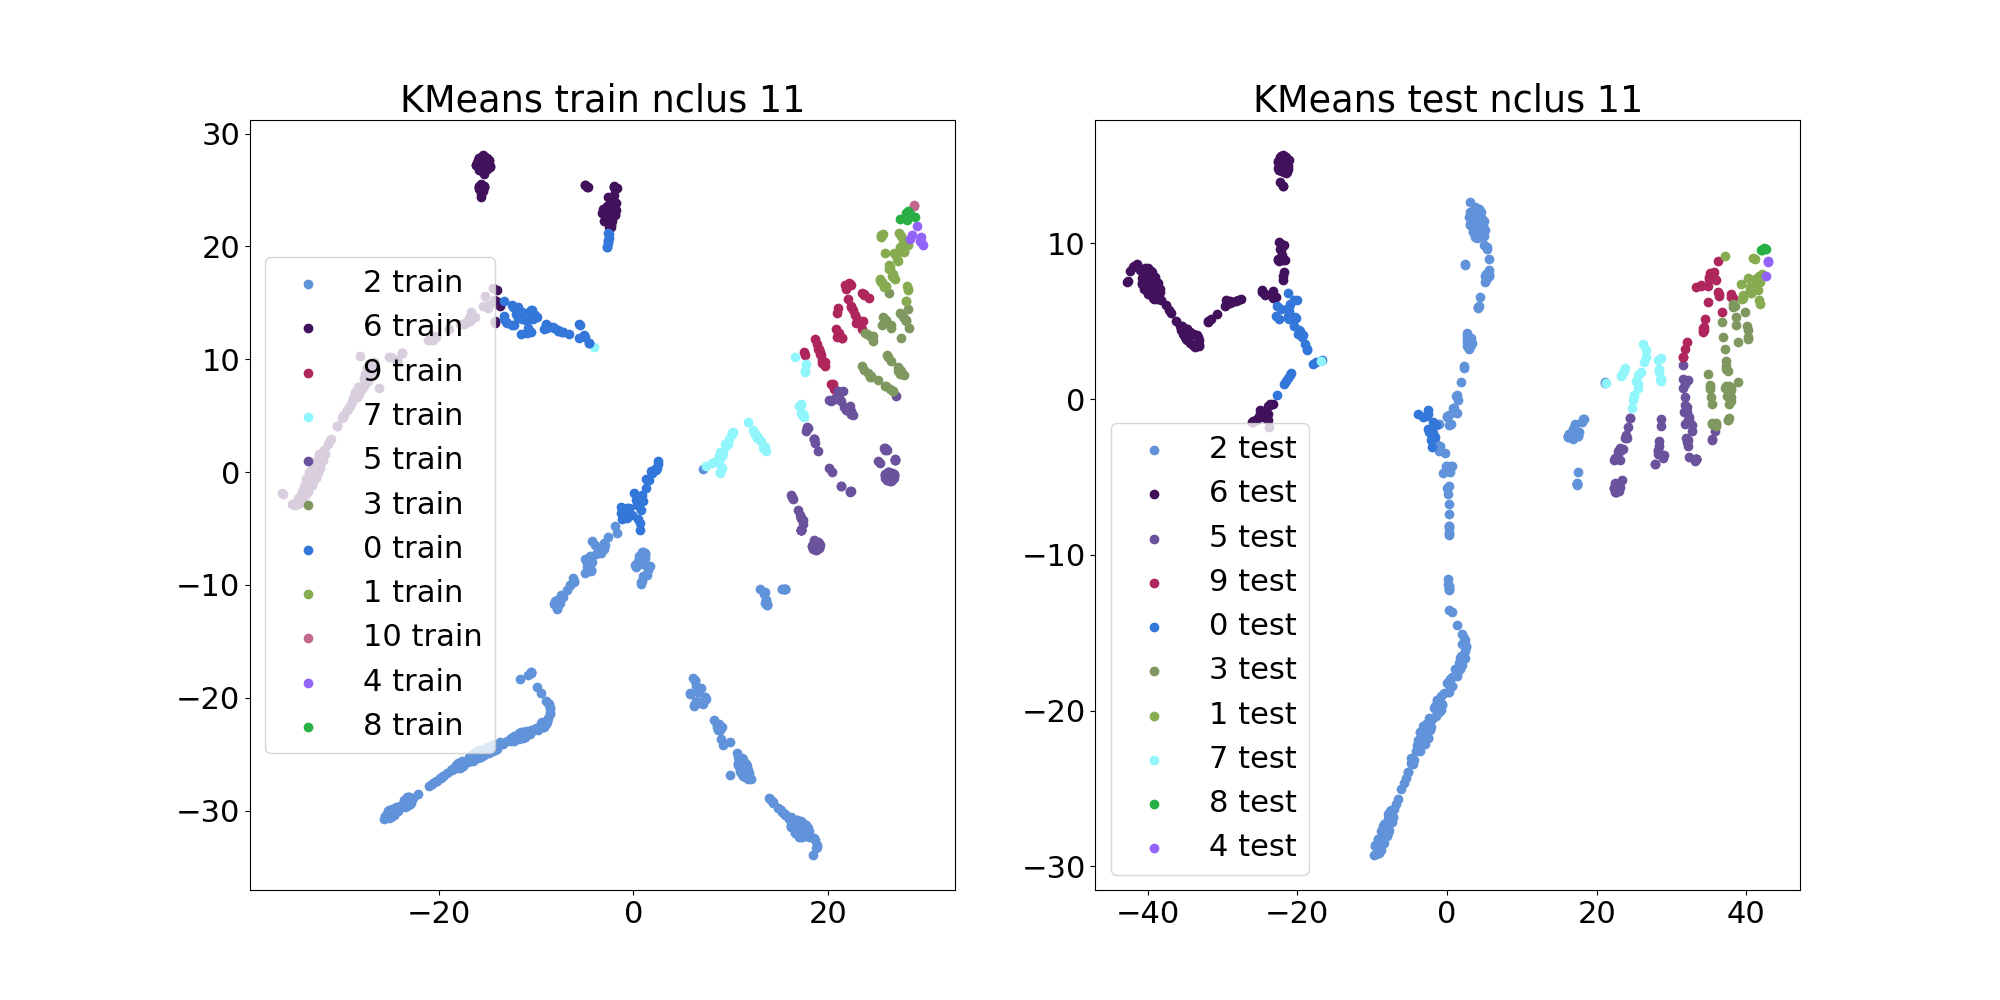 KMeans train nclus 11
30
20
10
0
−10
−20
−30
−20
0
20
2 train
6 train
9 train
7 train
5 train
3 train
0 train
1 train
10 train
4 train
8 train
KMeans test nclus 11
10
0
−10
−20
−30
−40
−20
0
20
40
2 test
6 test
5 test
9 test
0 test
3 test
1 test
7 test
8 test
4 test